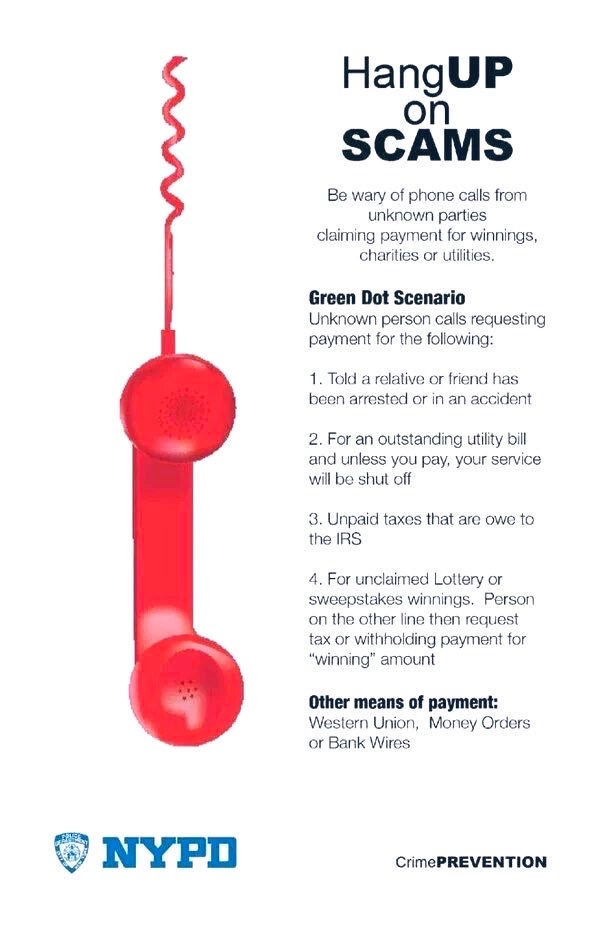 HangUP
on
SCAMS
Be wary of phone calls from
unknown parties
claiming payment for winnings,
charities or utilities.
Green Dot Scenario
Unknown person calls requesting
payment for the following:
1. Told a relative or friend has
been arrested or in an accident
2. For an outstanding utility bill
and unless you pay, your service
will be shut off
3. Unpaid taxes that are owe to
the IRS
4. For unclaimed Lottery or
sweepstakes winnings. Person
on the other line then request
tax or withholding payment for
“winning” amount
Other means of payment:
Western Union, Money Orders
or Bank Wires
NYPD
CrimePREVENTION